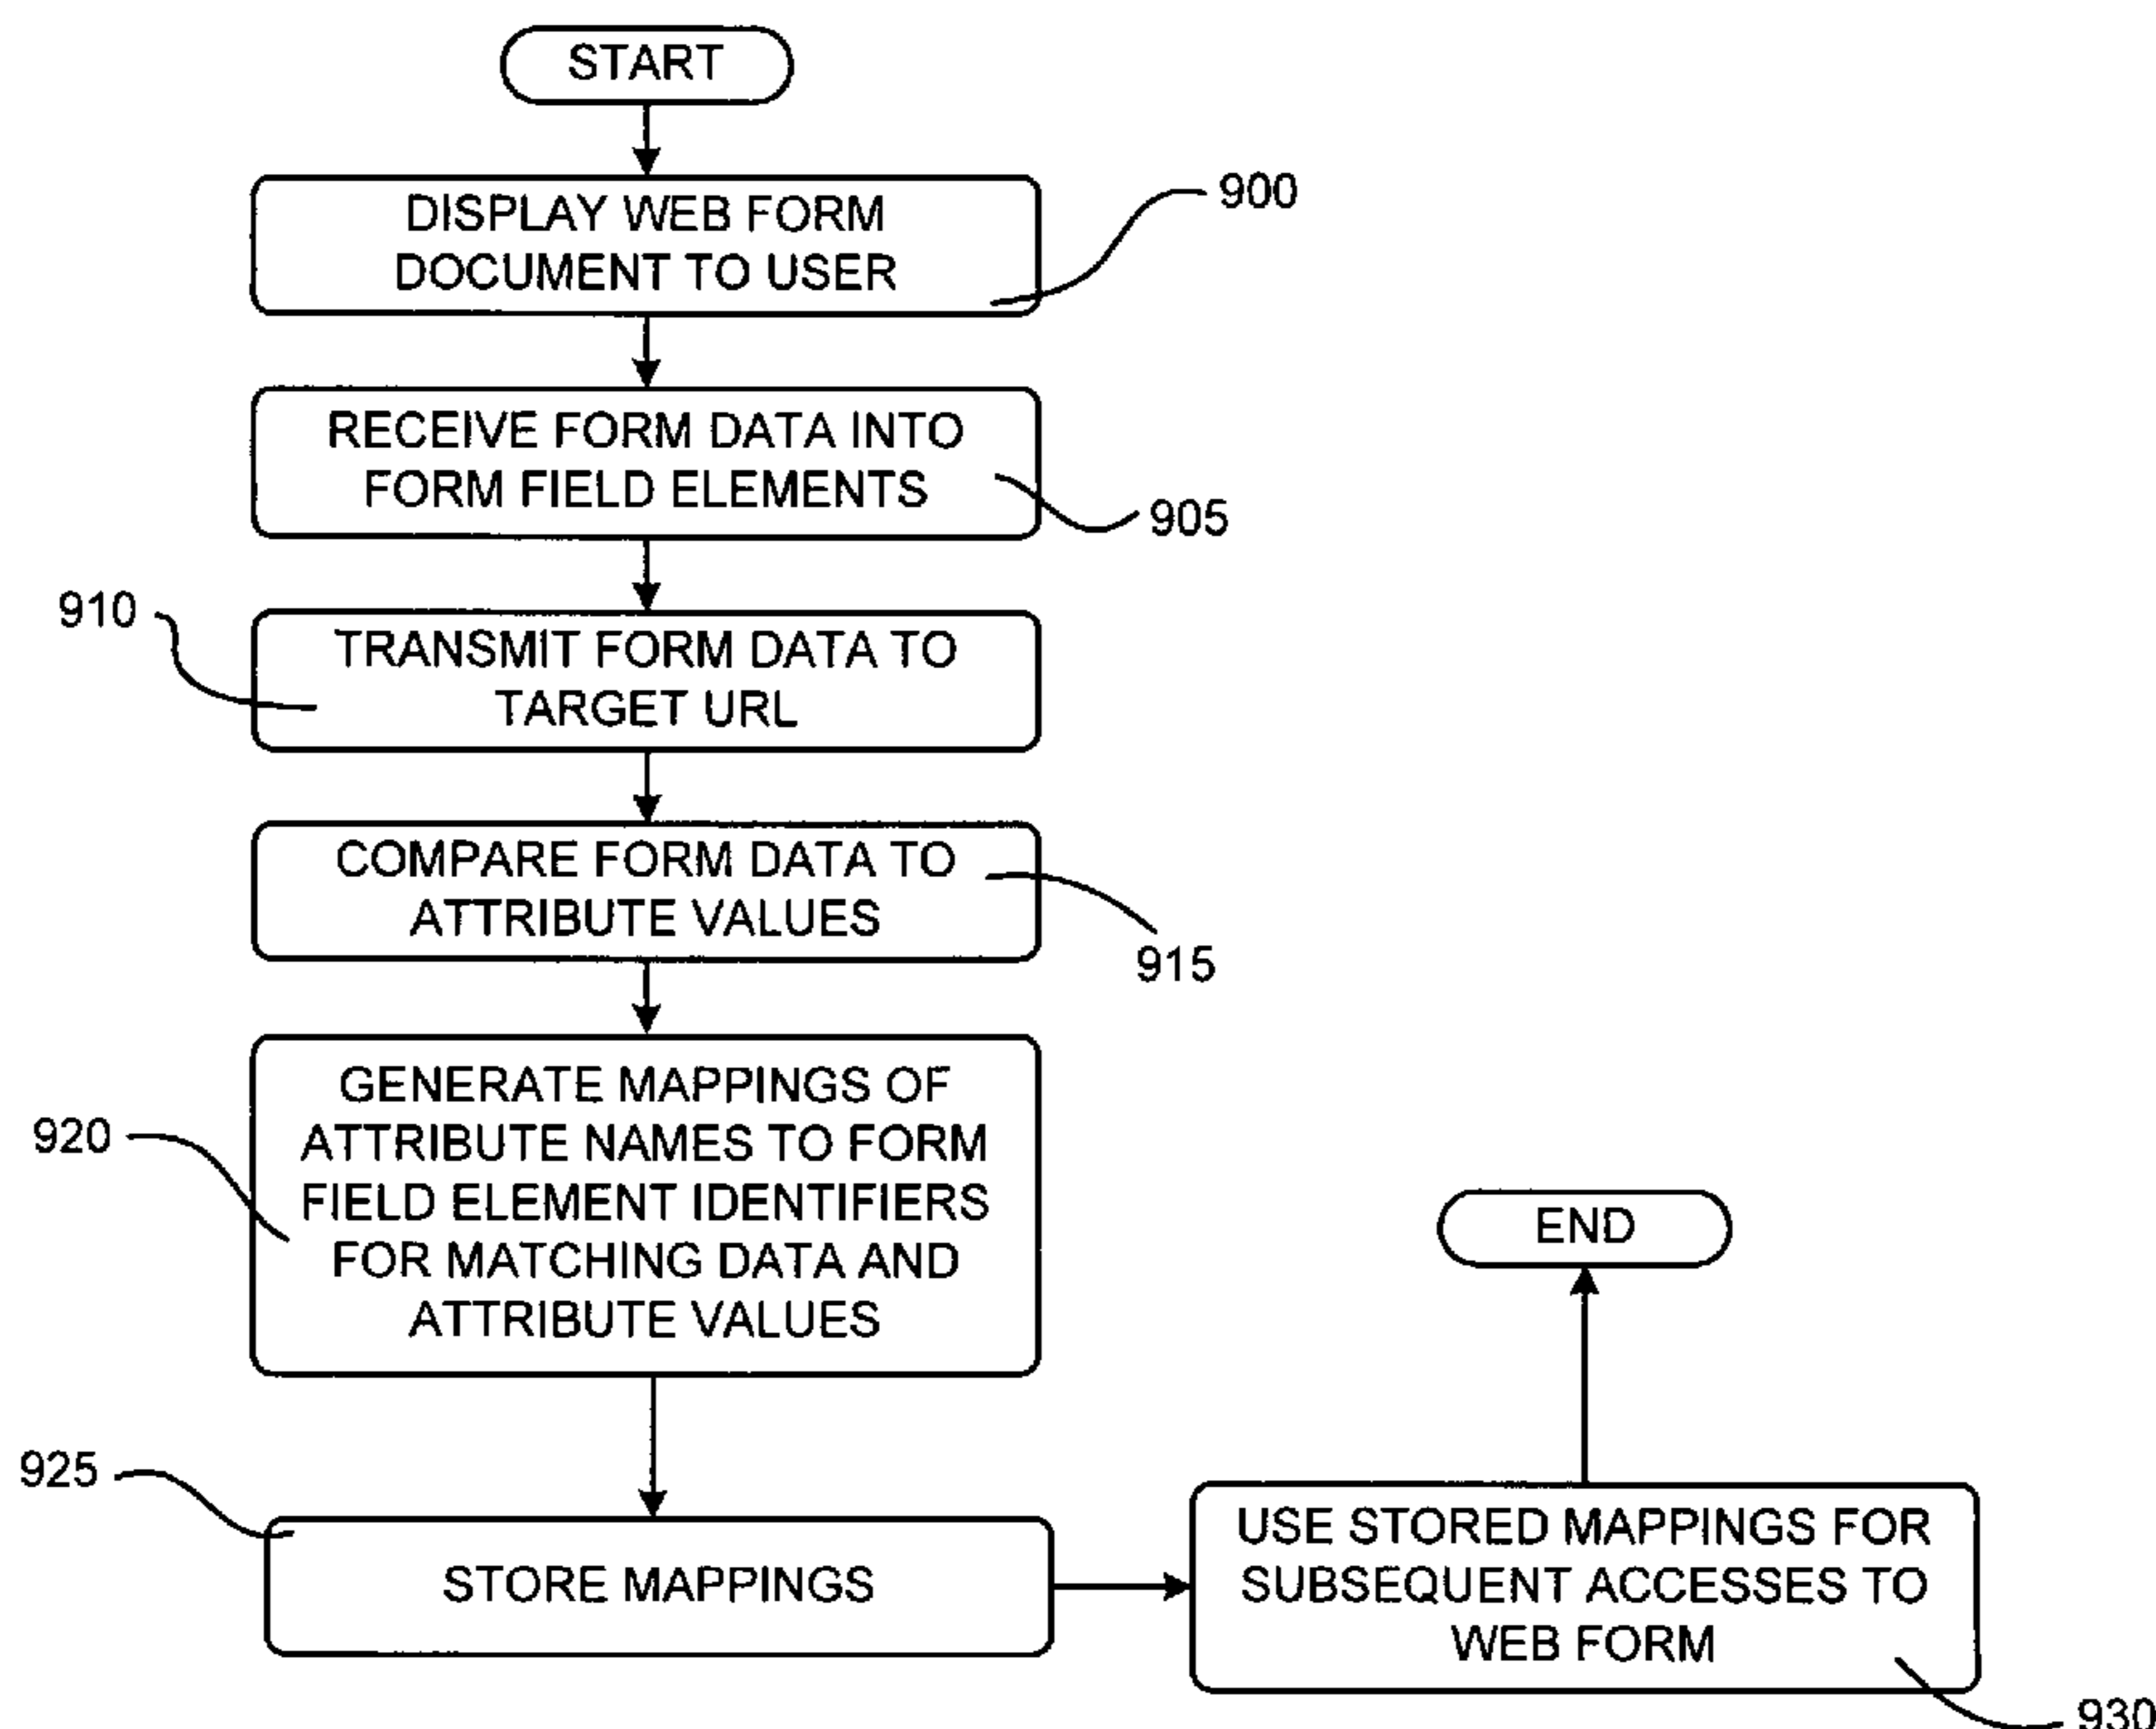 START
DISPLAY WEB FORM
DOCUMENT TO USER
900
RECEIVE FORM DATA INTO
FORM FIELD ELEMENTS
905
910
TRANSMIT FORM DATA TO
TARGET URL
COMPARE FORM DATA TO
ATTRIBUTE VALUES
915
920
GENERATE MAPPINGS OF
ATTRIBUTE NAMES TO FORM
FIELD ELEMENT IDENTIFIERS
FOR MATCHING DATA AND
ATTRIBUTE VALUES
925
STORE MAPPINGS
END
USE STORED MAPPINGS FOR
SUBSEQUENT ACCESSES TO
WEB FORM
930